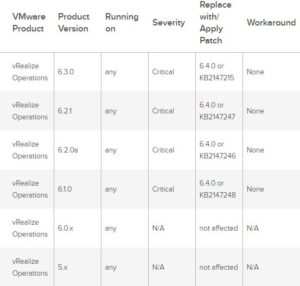 VMware Product Product Version Running on Severity Replace with/ Apply Patch Workaround
vRealize Operations 6.3.0 any Critical 6.4.0 or KB2147215 None
vRealize Operations 6.2.1 any Critical 6.4.0 or KB2147247 None
vRealize Operations 6.2.0a any Critical 6.4.0 or KB2147246 None
vRealize Operations 6.1.0 any Critical 6.4.0 or KB2147248 None
vRealize Operations 6.0.x any N/A not affected N/A
vRealize Operations 5.x any N/A not affected N/A